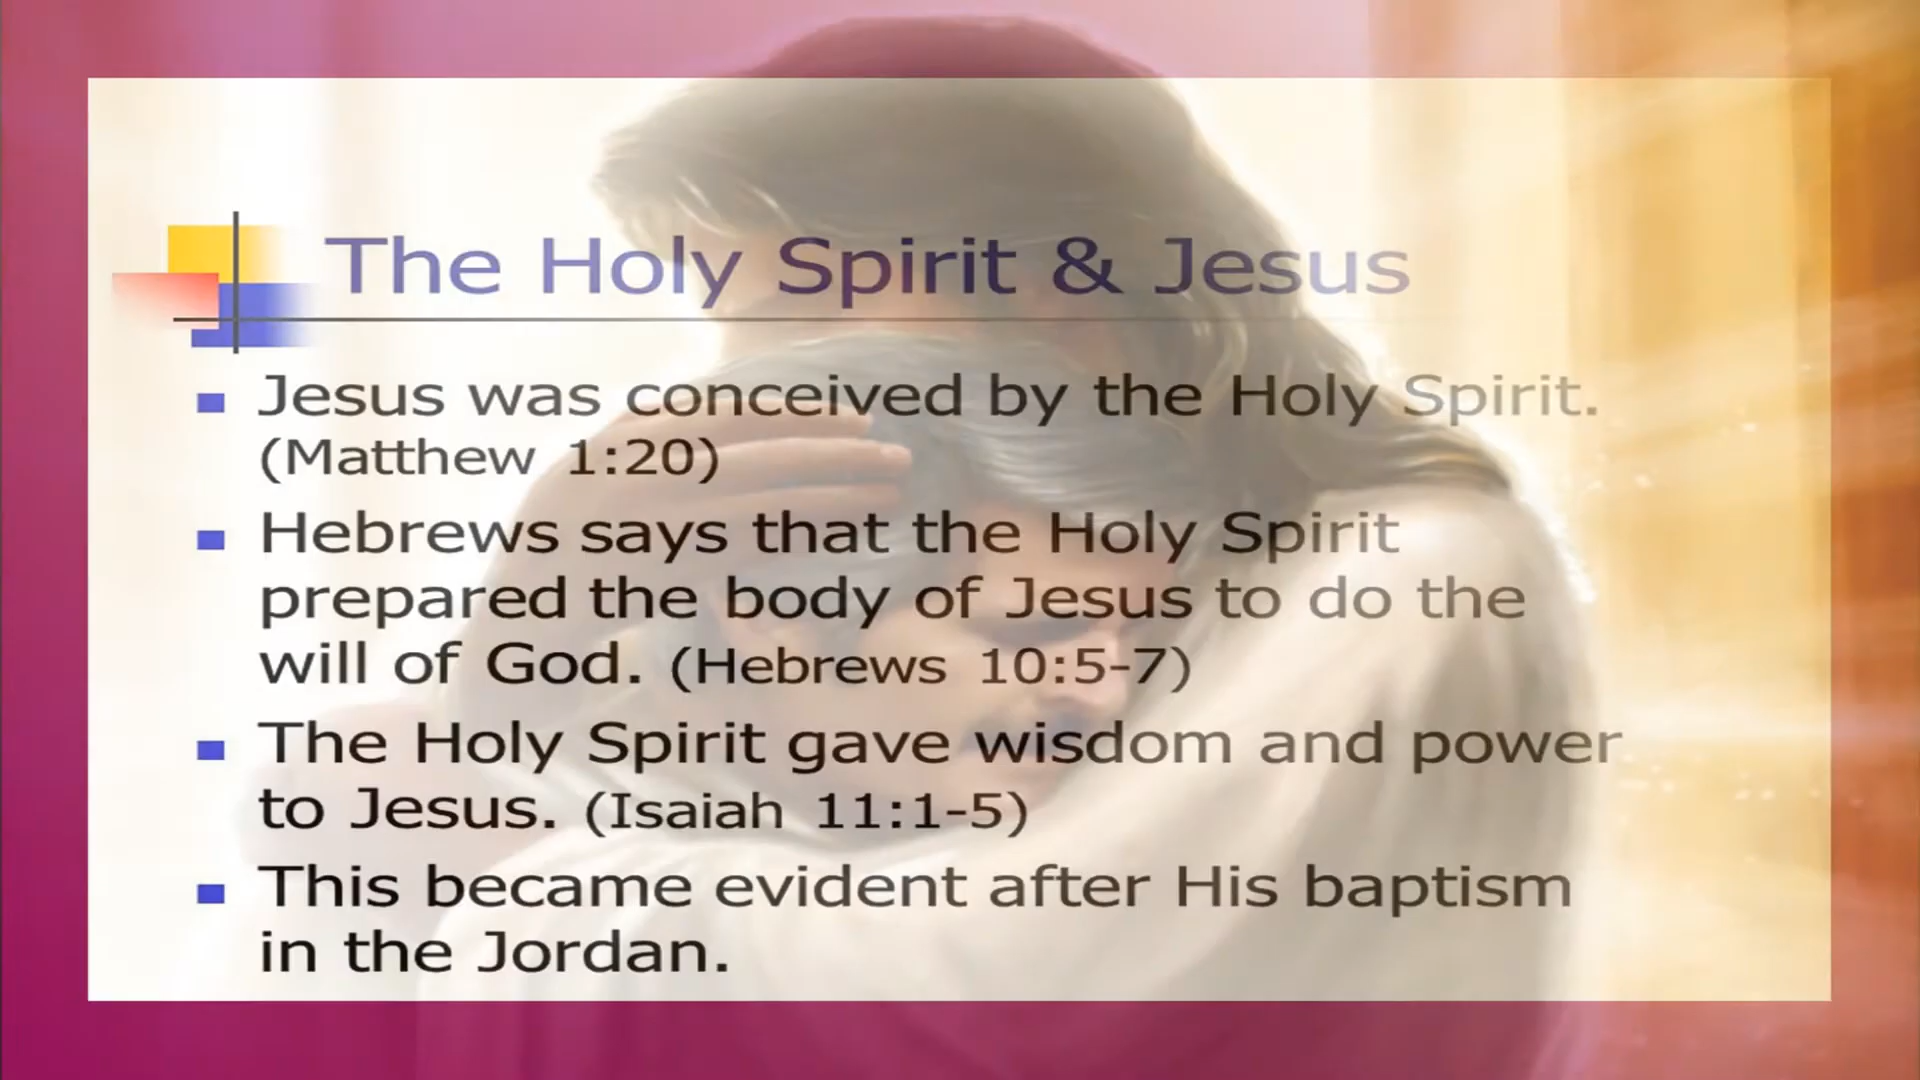 The Holy Spirit & Jesus
Jesus was conceived by the Holy Spirit.
(Matthew 1:20)
Hebrews says that the Holy Spirit
prepared the body of Jesus to do the
will of God. (Hebrews 10:5-7)
The Holy Spirit gave wisdom and power
to Jesus. (Isaiah 11:1-5)
This became evident after His baptism
in the Jordan.